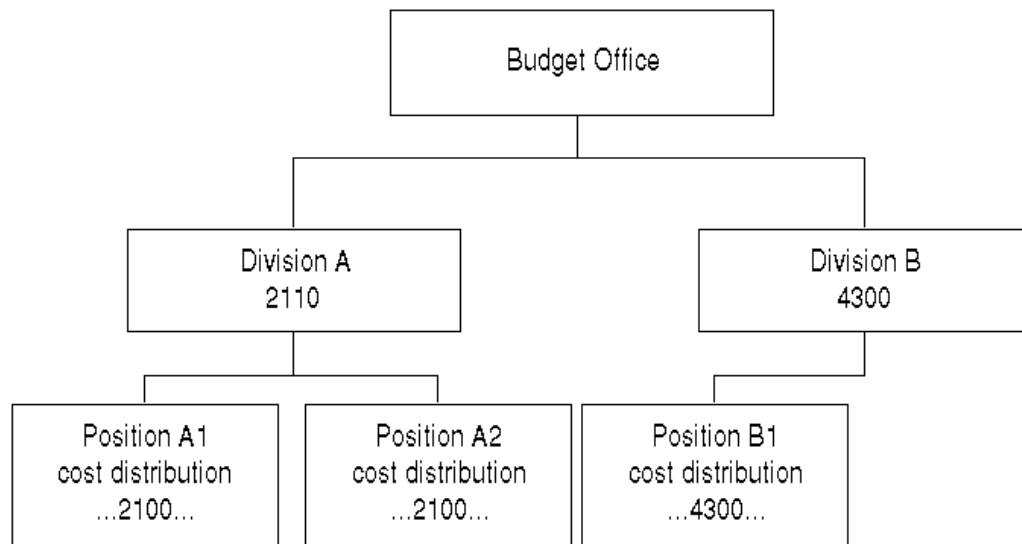 Budget Office
Division A
2110
Division B
4300
Position A1
cost distribution
...2100...
Position A2
cost distribution
...2100...
Position B1
cost distribution
...4300...